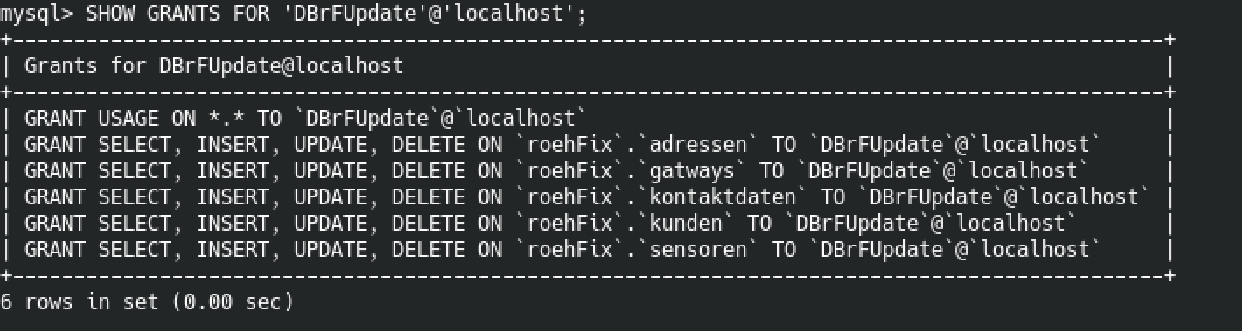 mysql> SHOW GRANTS FOR 'DBrFUpdate'@'localhost';
+----------------------------------------------------------------------------------------------+
| Grants for DBrFUpdate@localhost                                                              |
+----------------------------------------------------------------------------------------------+
| GRANT USAGE ON *.* TO `DBrFUpdate`@`localhost`                                               |
| GRANT SELECT, INSERT, UPDATE, DELETE ON `roehFix`.`adressen` TO `DBrFUpdate`@`localhost`     |
| GRANT SELECT, INSERT, UPDATE, DELETE ON `roehFix`.`gatways` TO `DBrFUpdate`@`localhost`      |
| GRANT SELECT, INSERT, UPDATE, DELETE ON `roehFix`.`kontaktdaten` TO `DBrFUpdate`@`localhost` |
| GRANT SELECT, INSERT, UPDATE, DELETE ON `roehFix`.`kunden` TO `DBrFUpdate`@`localhost`       |
| GRANT SELECT, INSERT, UPDATE, DELETE ON `roehFix`.`sensoren` TO `DBrFUpdate`@`localhost`     |
+----------------------------------------------------------------------------------------------+
6 rows in set (0.00 sec)